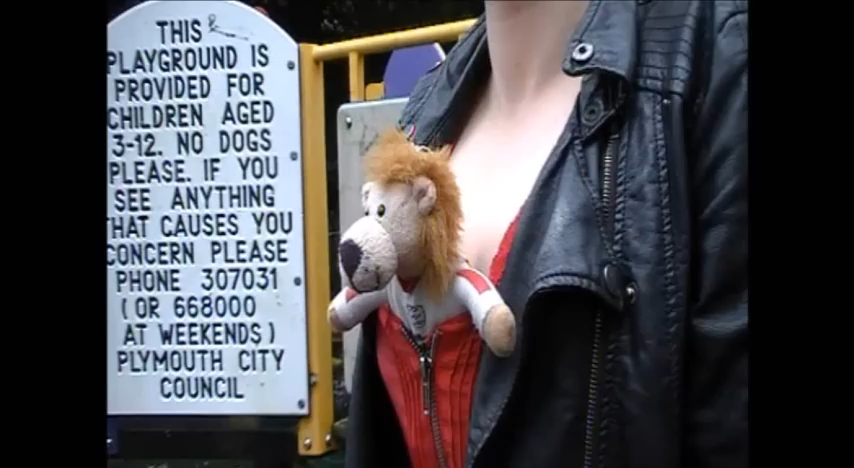 THIS
PLAYGROUND IS
PROVIDED FOR
CHILDREN AGED
3-12. NO DOGS
PLEASE. IF YOU
SEE ANYTHING
THAT CAUSES YOU
CONCERN PLEASE
PHONE 307031
(OR 668000
AT WEEKENDS)
PLYMOUTH CITY
COUNCIL